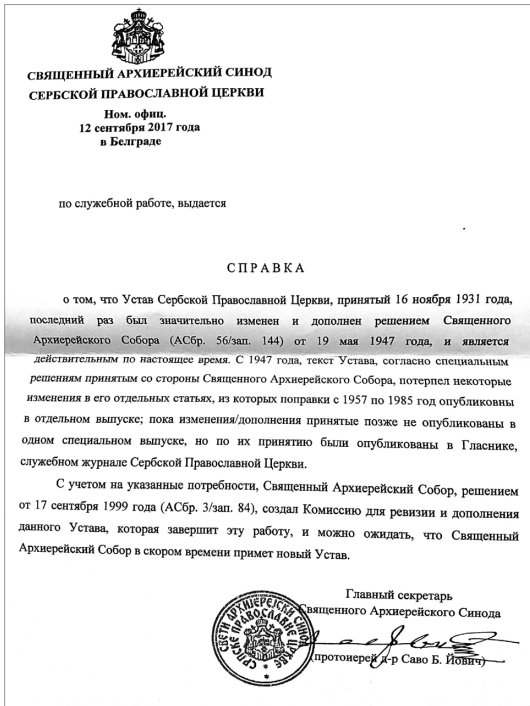 СВЯЩЕННЫЙ АРХИЕРЕЙСКИЙ СИНОД
СЕРБСКОЙ ПРАВОСЛАВНОЙ ЦЕРКВИ
Ном. офиц.
12 сентября 2017 года
в Белграде
по служебной работе, выдается
СПРАВКА
о том, что Устав Сербской Православной Церкви, принятый 16 ноября 1931 года,
последний раз был значительно изменен и дополнен решением Священного
Архиерейского Собора (АСбр. 56/зап. 144) от 19 мая 1947 года, и является
действительным по настоящее время. С 1947 года, текст Устава, согласно специальным
решениям принятым со стороны Священного Архиерейского Собора, потерпел некоторые
изменения в его отдельных статьях, из которых поправки с 1957 по 1985 год опубликовны
в отдельном выпуске; пока изменения/дополнения принятые позже не опубликованы в
одном специальном выпуске, но по их принятию были опубликованы в Гласнике,
служебном журнале Сербской Православной Церкви.
С учетом на указанные потребности, Священный Архиерейский Собор, решением
от 17 сентября 1999 года (АСбр. 3/зап. 84), создал Комиссию для ревизии и дополнения
данного Устава, которая завершит эту работу, и можно ожидать, что Священный
Архиерейский Собор в скором времени примет новый Устав.
Главный секретарь
Священного Архиерейского Синода
(протоиерей д-р Саво Б. Йович)
СВЕТИ АРХИЈЕРЕЈСКИ СИНОД
СРПСКЕ ПРАВОСЛАВНЕ ЦРКВЕ